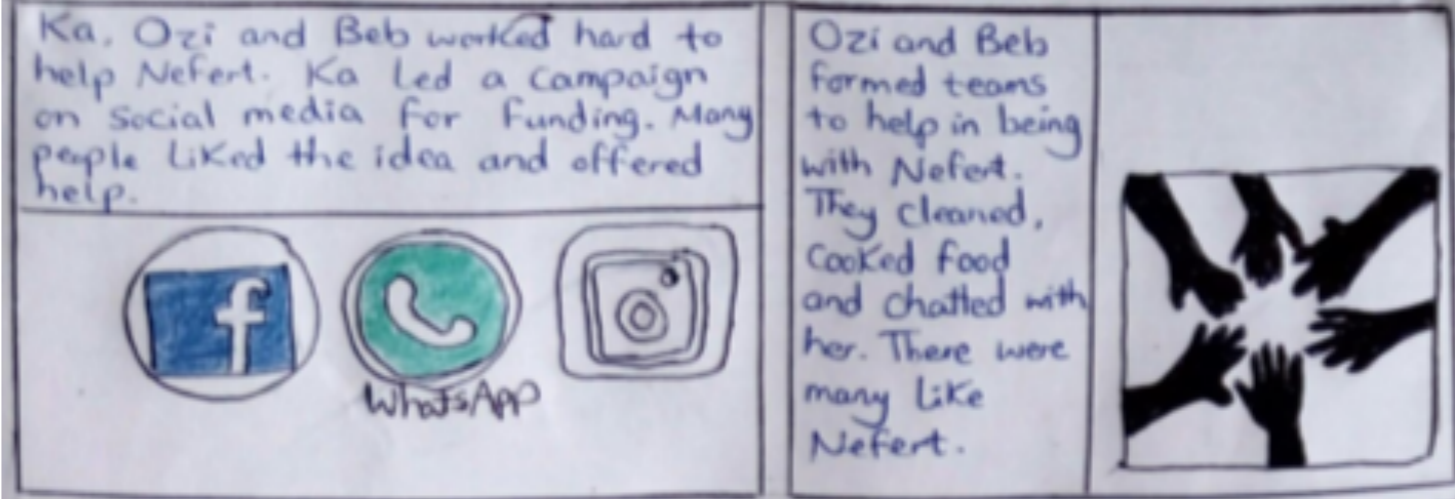 Ka, Ozi and Beb worked hard to
help Nefert. Ka Led a campaign
on social media for funding. Many
people Liked the idea and offered
help.
f
WhatsApp
Ozi and Beb
formed teams
to help in being
with Nefert.
They cleaned,
cooked food
and chatted with
her. There were
many Like
Nefert.